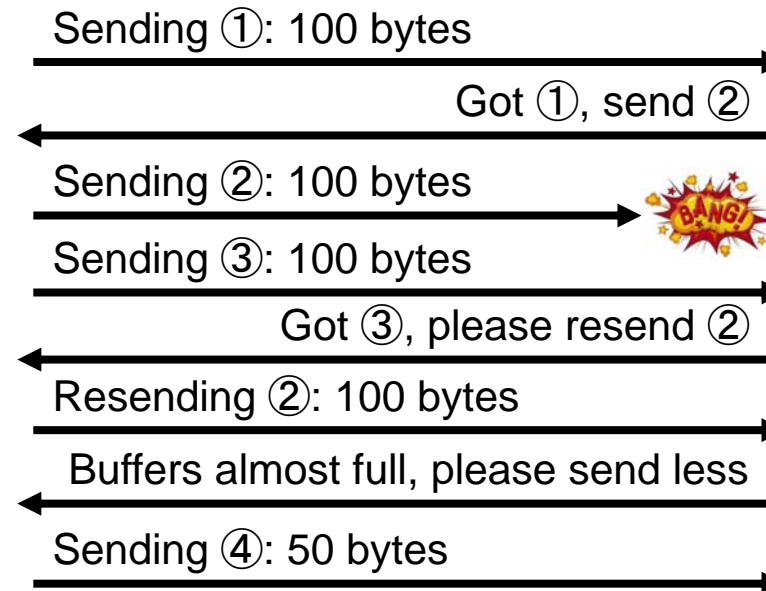 Sending ①: 100 bytes
Got ①, send ②
Sending ②: 100 bytes
BANG!
Sending ③: 100 bytes
Got ③, please resend ②
Resending ②: 100 bytes
Buffers almost full, please send less
Sending ④: 50 bytes